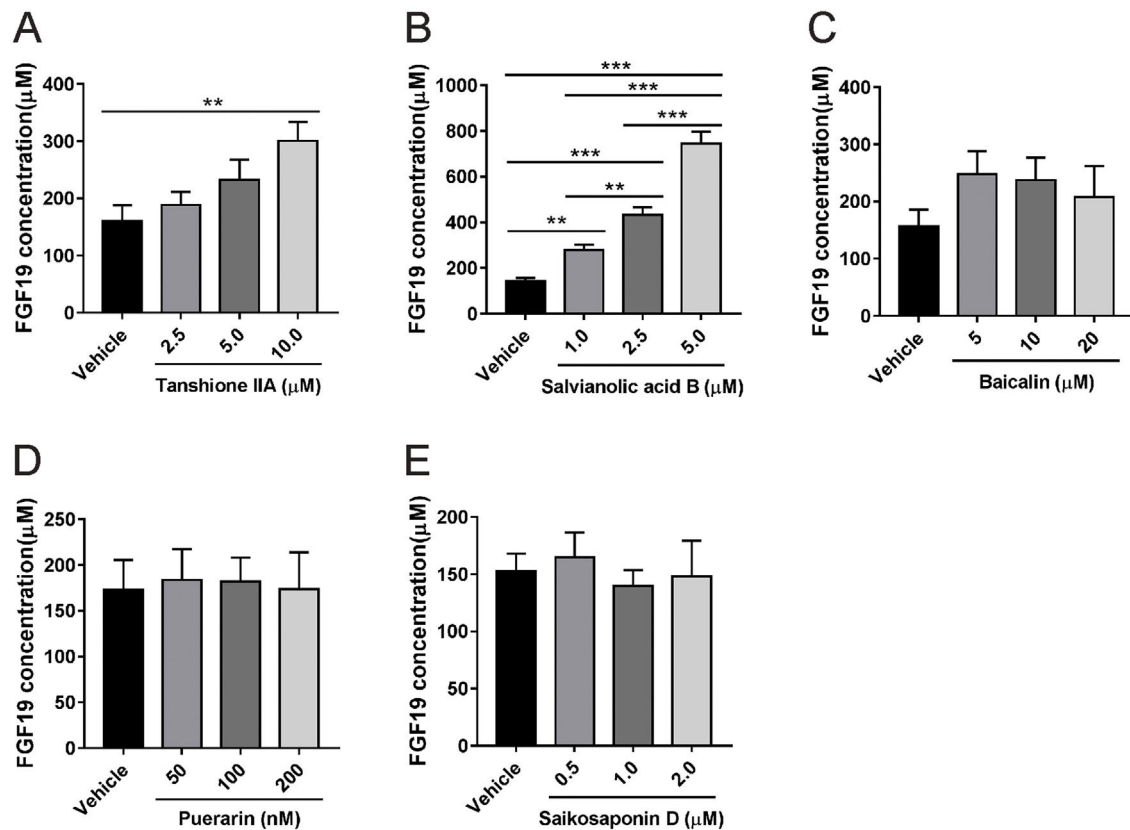 A
FGF19 concentration(μM)
400
300
200
100
0
**
Vehicle
2.5
5.0
10.0
Tanshione IIA (μM)
B
FGF19 concentration(μM)
1000
800
600
400
200
0
***
***
***
***
**
**
Vehicle
1.0
2.5
5.0
Salvianolic acid B (μM)
C
FGF19 concentration(μM)
400
300
200
100
0
Vehicle
5
10
20
Baicalin (μM)
D
FGF19 concentration(μM)
250
200
150
100
50
0
Vehicle
50
100
200
Puerarin (nM)
E
FGF19 concentration(μM)
200
150
100
50
0
Vehicle
0.5
1.0
2.0
Saikosaponin D (μM)